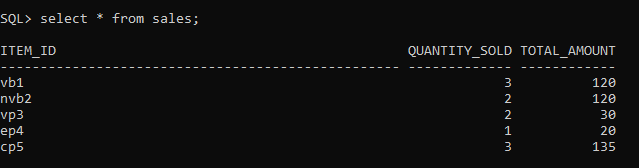 SQL> select * from sales;
ITEM_ID QUANTITY_SOLD TOTAL_AMOUNT
-------------------------------------------------- ------------- ------------
vb1 3 120
nvb2 2 120
vp3 2 30
ep4 1 20
cp5 3 135